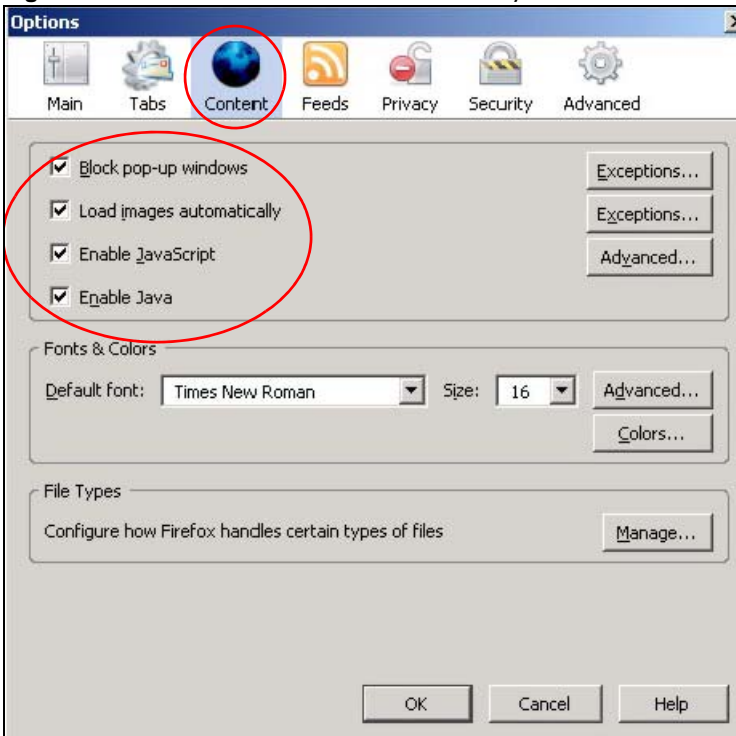 Options
Main Tabs Content Feeds Privacy Security Advanced
Block pop-up windows Exceptions...
Load images automatically Exceptions...
Enable JavaScript Advanced...
Enable Java
Fonts & Colors
Default font: Times New Roman Size: 16 Advanced...
Colors...
File Types
Configure how Firefox handles certain types of files Manage...
OK Cancel Help